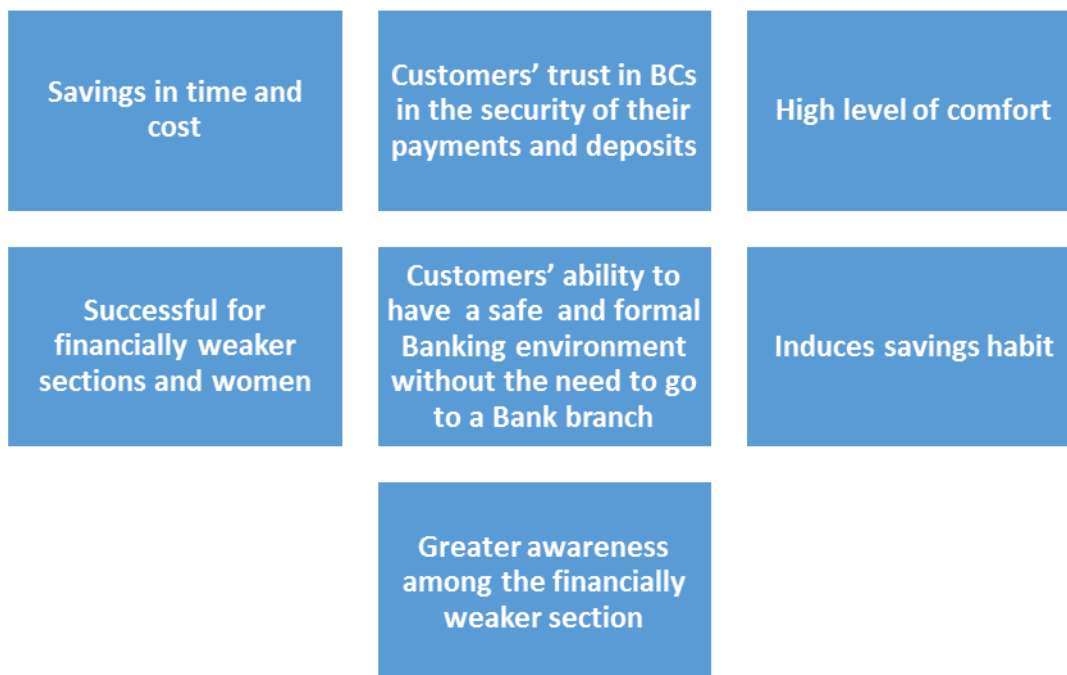 Savings in time and
cost
Customers’ trust in BCs
in the security of their
payments and deposits
High level of comfort
Successful for
financially weaker
sections and women
Customers’ ability to
have a safe and formal
Banking environment
without the need to go
to a Bank branch
Induces savings habit
Greater awareness
among the financially
weaker section